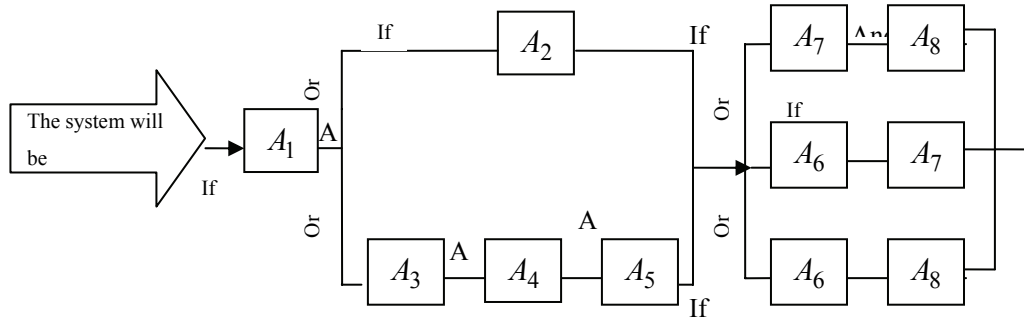 The system will
be
If
A1
A
Or
Or
If
A2
If
A3
A
A4
A
A5
If
Or
Or
A7
A8
If
A6
A7
A6
A8